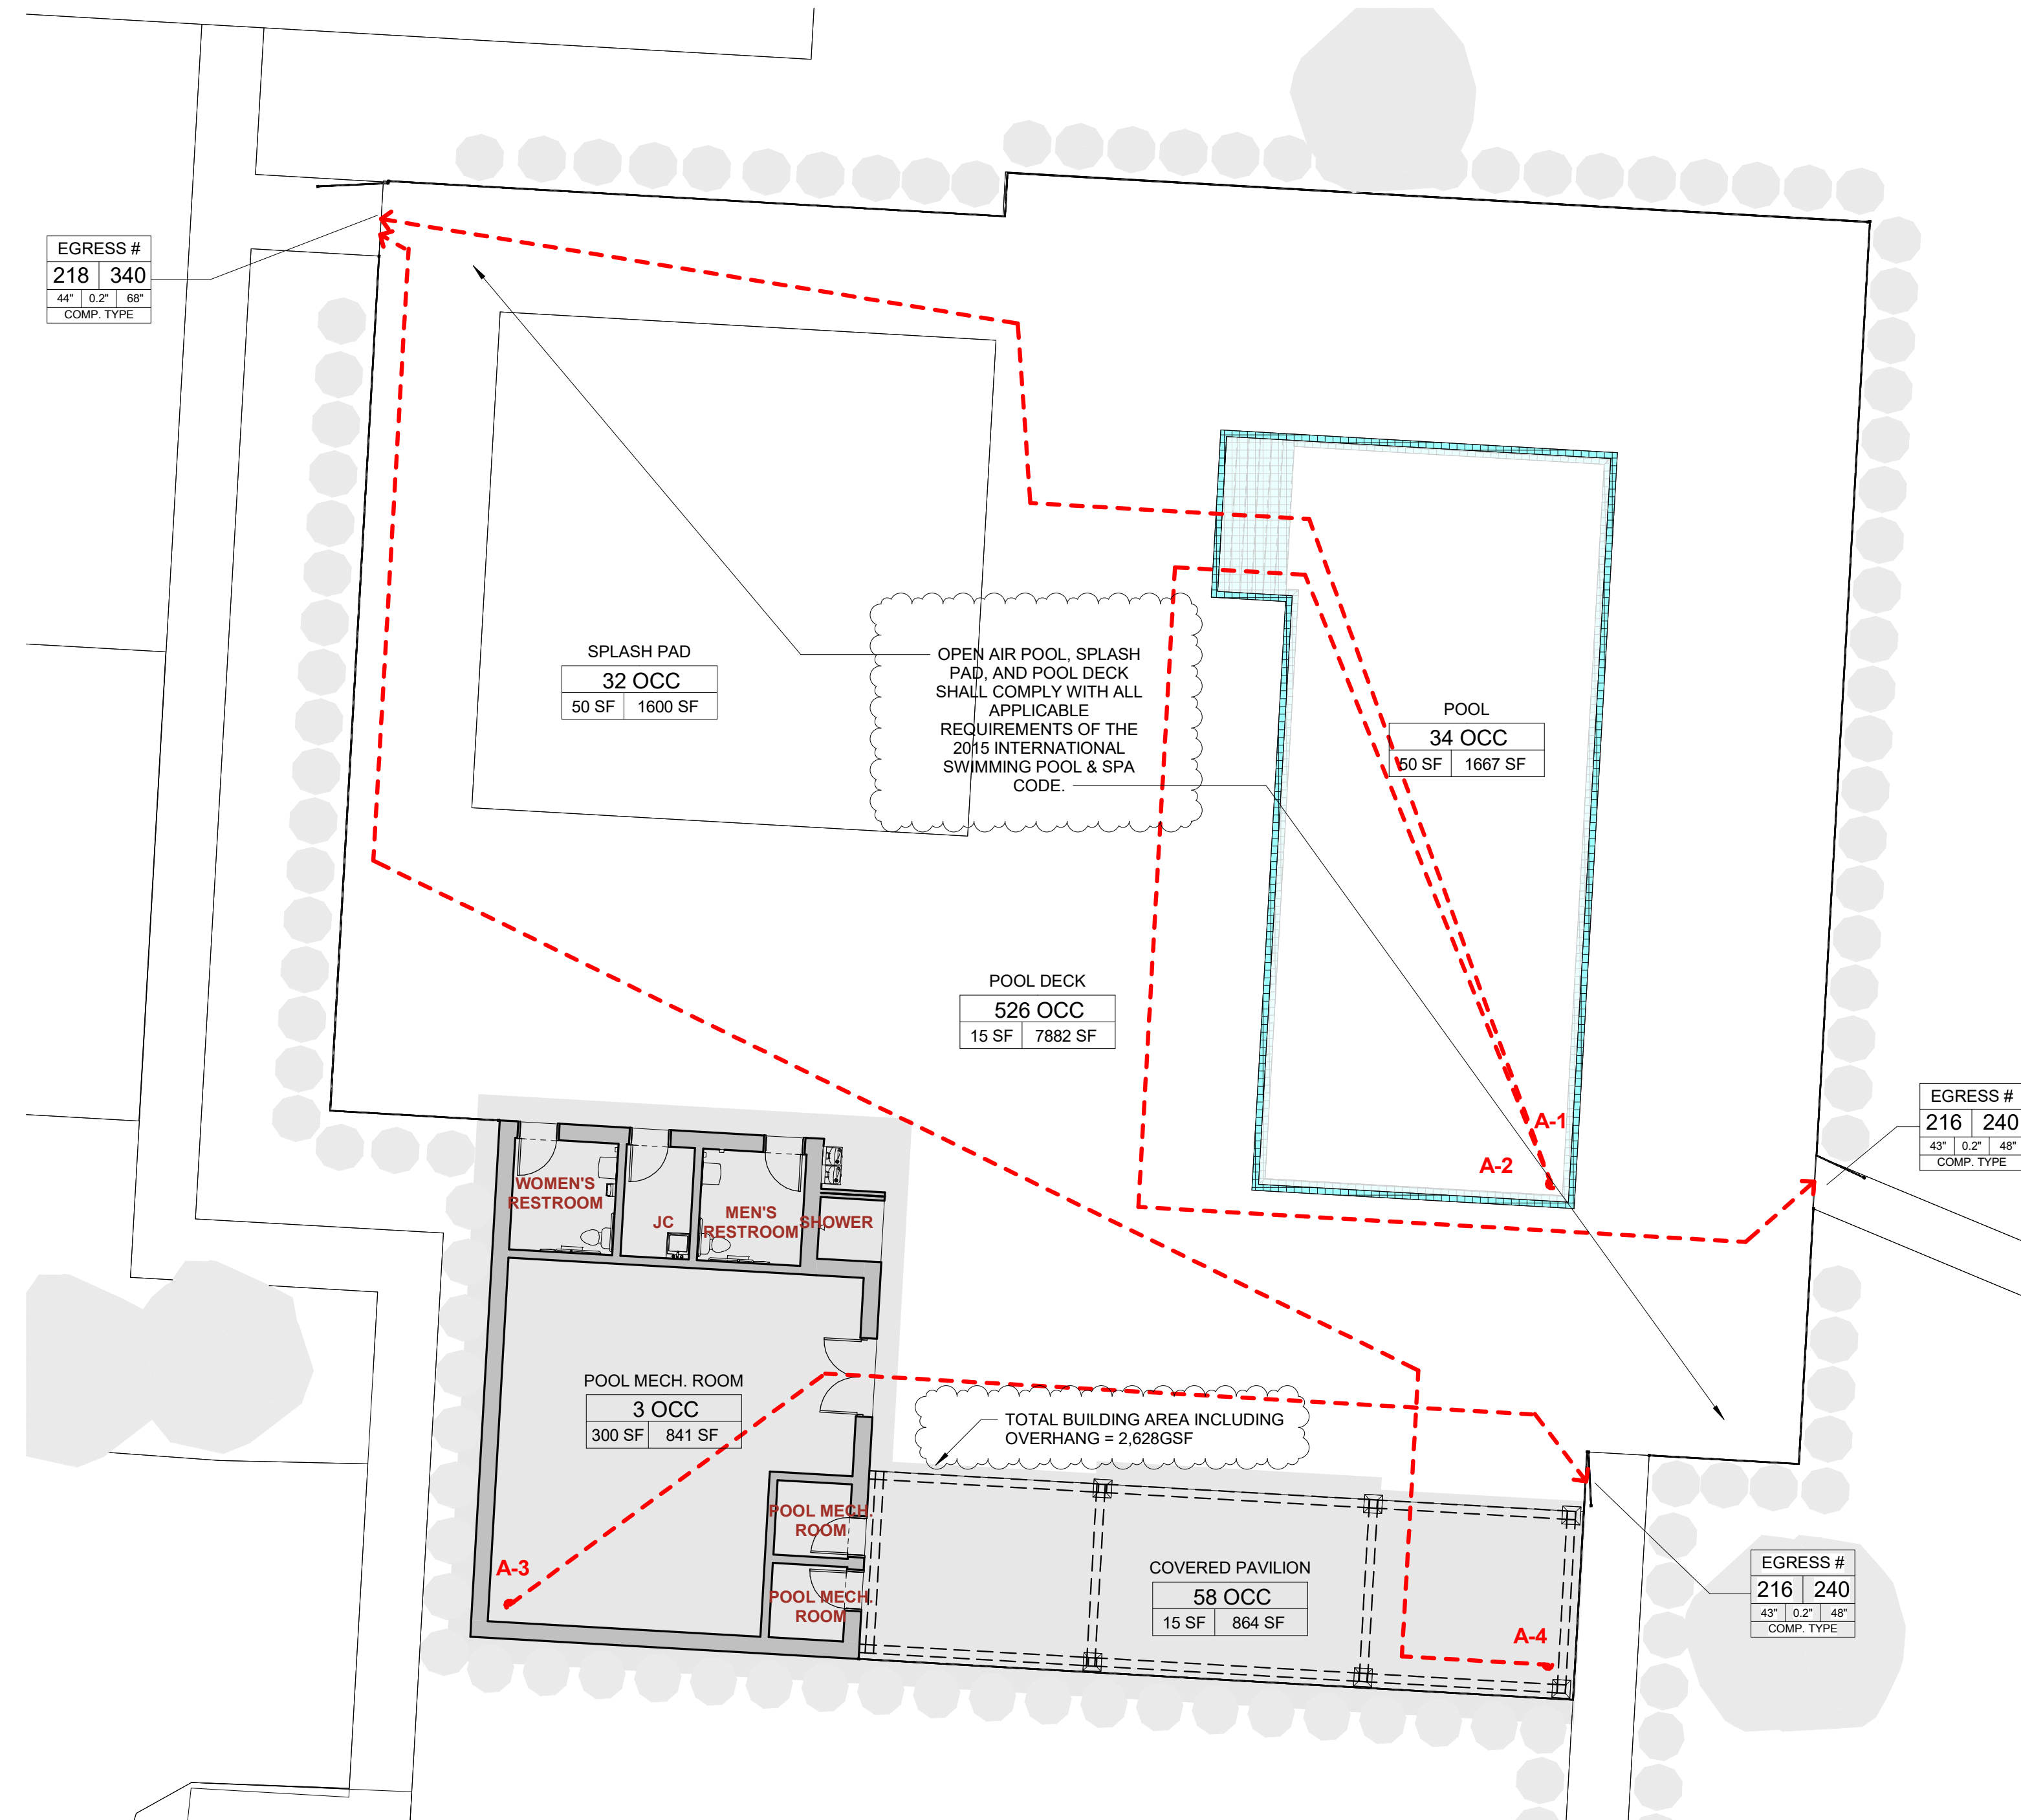 EGRESS #
218 340
44" 0.2" 68"
COMP. TYPE
SPLASH PAD
32 OCC
50 SF 1600 SF
OPEN AIR POOL, SPLASH
PAD, AND POOL DECK
SHALL COMPLY WITH ALL
APPLICABLE
REQUIREMENTS OF THE
2015 INTERNATIONAL
SWIMMING POOL & SPA
CODE.
POOL
34 OCC
50 SF 1667 SF
POOL DECK
526 OCC
15 SF 7882 SF
A-1
A-2
EGRESS #
216 240
43" 0.2" 48"
COMP. TYPE
WOMEN'S
RESTROOM
JC
MEN'S
RESTROOM
SHOWER
POOL MECH. ROOM
3 OCC
300 SF 841 SF
TOTAL BUILDING AREA INCLUDING
OVERHANG = 2,628GSF
POOL MECH.
ROOM
A-3
POOL MECH.
ROOM
COVERED PAVILION
58 OCC
15 SF 864 SF
A-4
EGRESS #
216 240
43" 0.2" 48"
COMP. TYPE